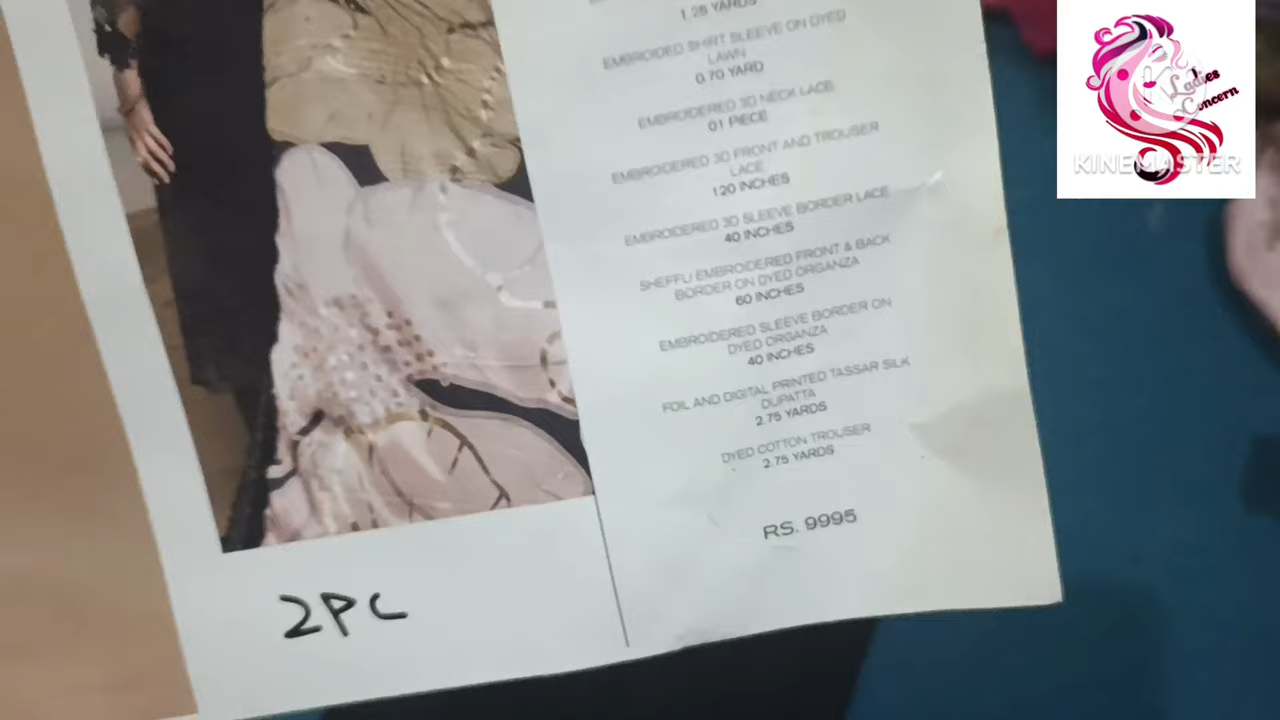 1.25 YARDS
EMBROIDED SHIRT SLEEVE ON DYED
LAWN
0.70 YARD
EMBROIDERED 3D NECK LACE
01 PIECE
EMBROIDERED 3D FRONT AND TROUSER
LACE
120 INCHES
EMBROIDERED 3D SLEEVE BORDER LACE
40 INCHES
SHEFFLI EMBROIDERED FRONT & BACK
BORDER ON DYED ORGANZA
60 INCHES
EMBROIDERED SLEEVE BORDER ON
DYED ORGANZA
40 INCHES
FOIL AND DIGITAL PRINTED TASSAR SILK
DUPATTA
2.75 YARDS
DYED COTTON TROUSER
2.75 YARDS
RS. 9995
2PC
Ladies
Concern
KINEMASTER